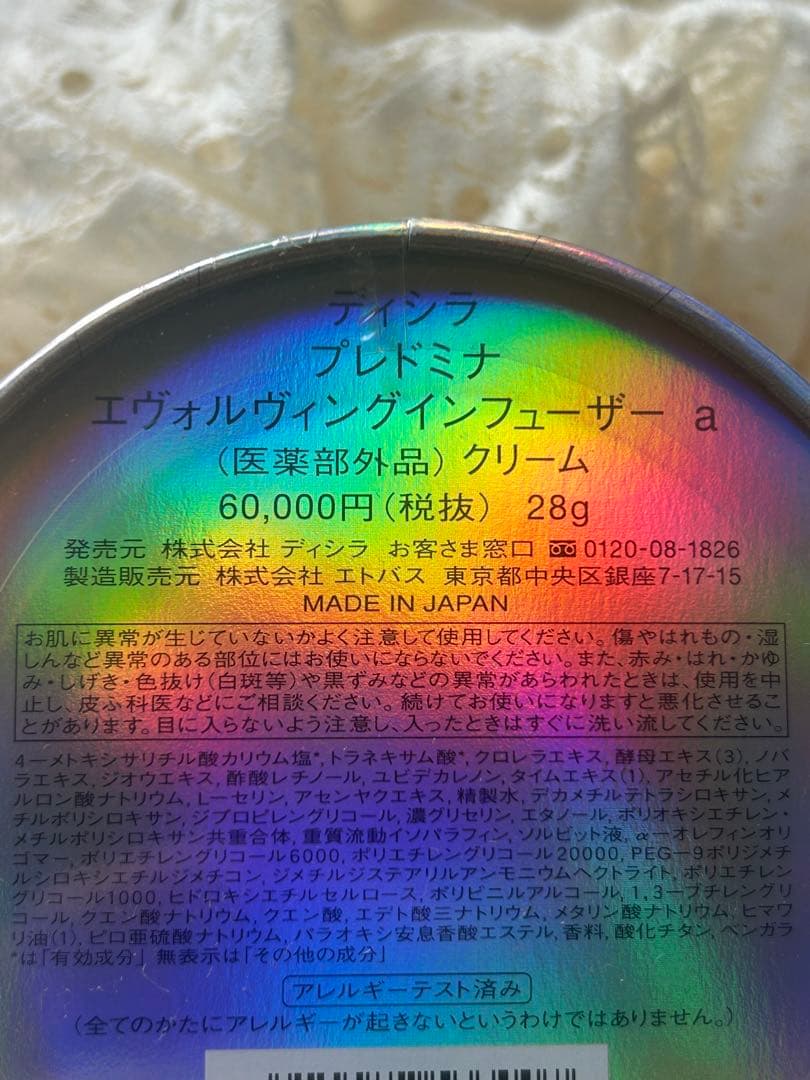 ディシラ
プレドミナ
エヴォルヴィングインフューザー a
（医薬部外品）クリーム
60,000円（税抜） 28g
発売元 株式会社 ディシラ お客さま窓口 0120-08-1826
製造販売元 株式会社 エトバス 東京都中央区銀座7-17-15
MADE IN JAPAN
お肌に異常が生じていないかよく注意して使用してください。傷やはれもの・湿
しんなど異常のある部位にはお使いにならないでください。また、赤み・はれ・かゆ
み・しげき・色抜け（白斑等）や黒ずみなどの異常があらわれたときは、使用を中
止し、皮ふ科医などにご相談ください。続けてお使いになりますと悪化させるこ
とがあります。目に入らないよう注意し、入ったときはすぐに洗い流してください。
4－メトキシサリチル酸カリウム塩*, トラネキサム酸*, クロレラエキス, 酵母エキス（3）, ノバ
ラエキス, ジオウエキス, 酢酸レチノール, ユビデカレノン, タイムエキス（1）, アセチル化ヒア
ルロン酸ナトリウム, L－セリン, アセンヤクエキス, 精製水, デカメチルテトラシロキサン, メ
チルポリシロキサン, ジプロピレングリコール, 濃グリセリン, エタノール, ポリオキシエチレン・
メチルポリシロキサン共重合体, 重質流動イソパラフィン, ソルビット液, α－オレフィンオリ
ゴマー, ポリエチレングリコール6000, ポリエチレングリコール20000, PEG－9ポリジメチ
ルシロキシエチルジメチコン, ジメチルジステアリルアンモニウムヘクトライト, ポリエチレン
グリコール1000, ヒドロキシエチルセルロース, ポリビニルアルコール, 1,3－ブチレングリ
コール, クエン酸ナトリウム, クエン酸, エデト酸三ナトリウム, メタリン酸ナトリウム, ヒマワ
リ油（1）, ピロ亜硫酸ナトリウム, パラオキシ安息香酸エステル, 香料, 酸化チタン, ベンガラ
*は「有効成分」 無表示は「その他の成分」
アレルギーテスト済み
（全てのかたにアレルギーが起きないというわけではありません。）